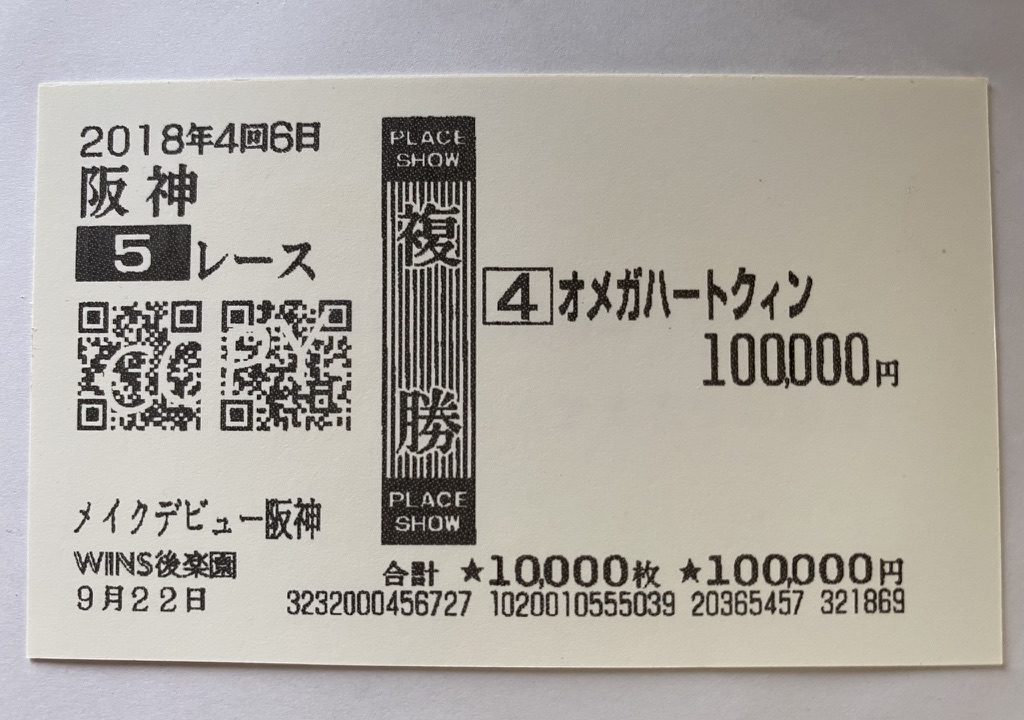 2018年4回6日
阪神
5レース
COPY
メイクデビュー阪神
WINS後楽園
9月22日
PLACE
SHOW
複勝
PLACE
SHOW
4 オメガハートクィン
100,000円
合計 ★10,000枚 ★100,000円
3232000456727 1020010555039 20365457 321869